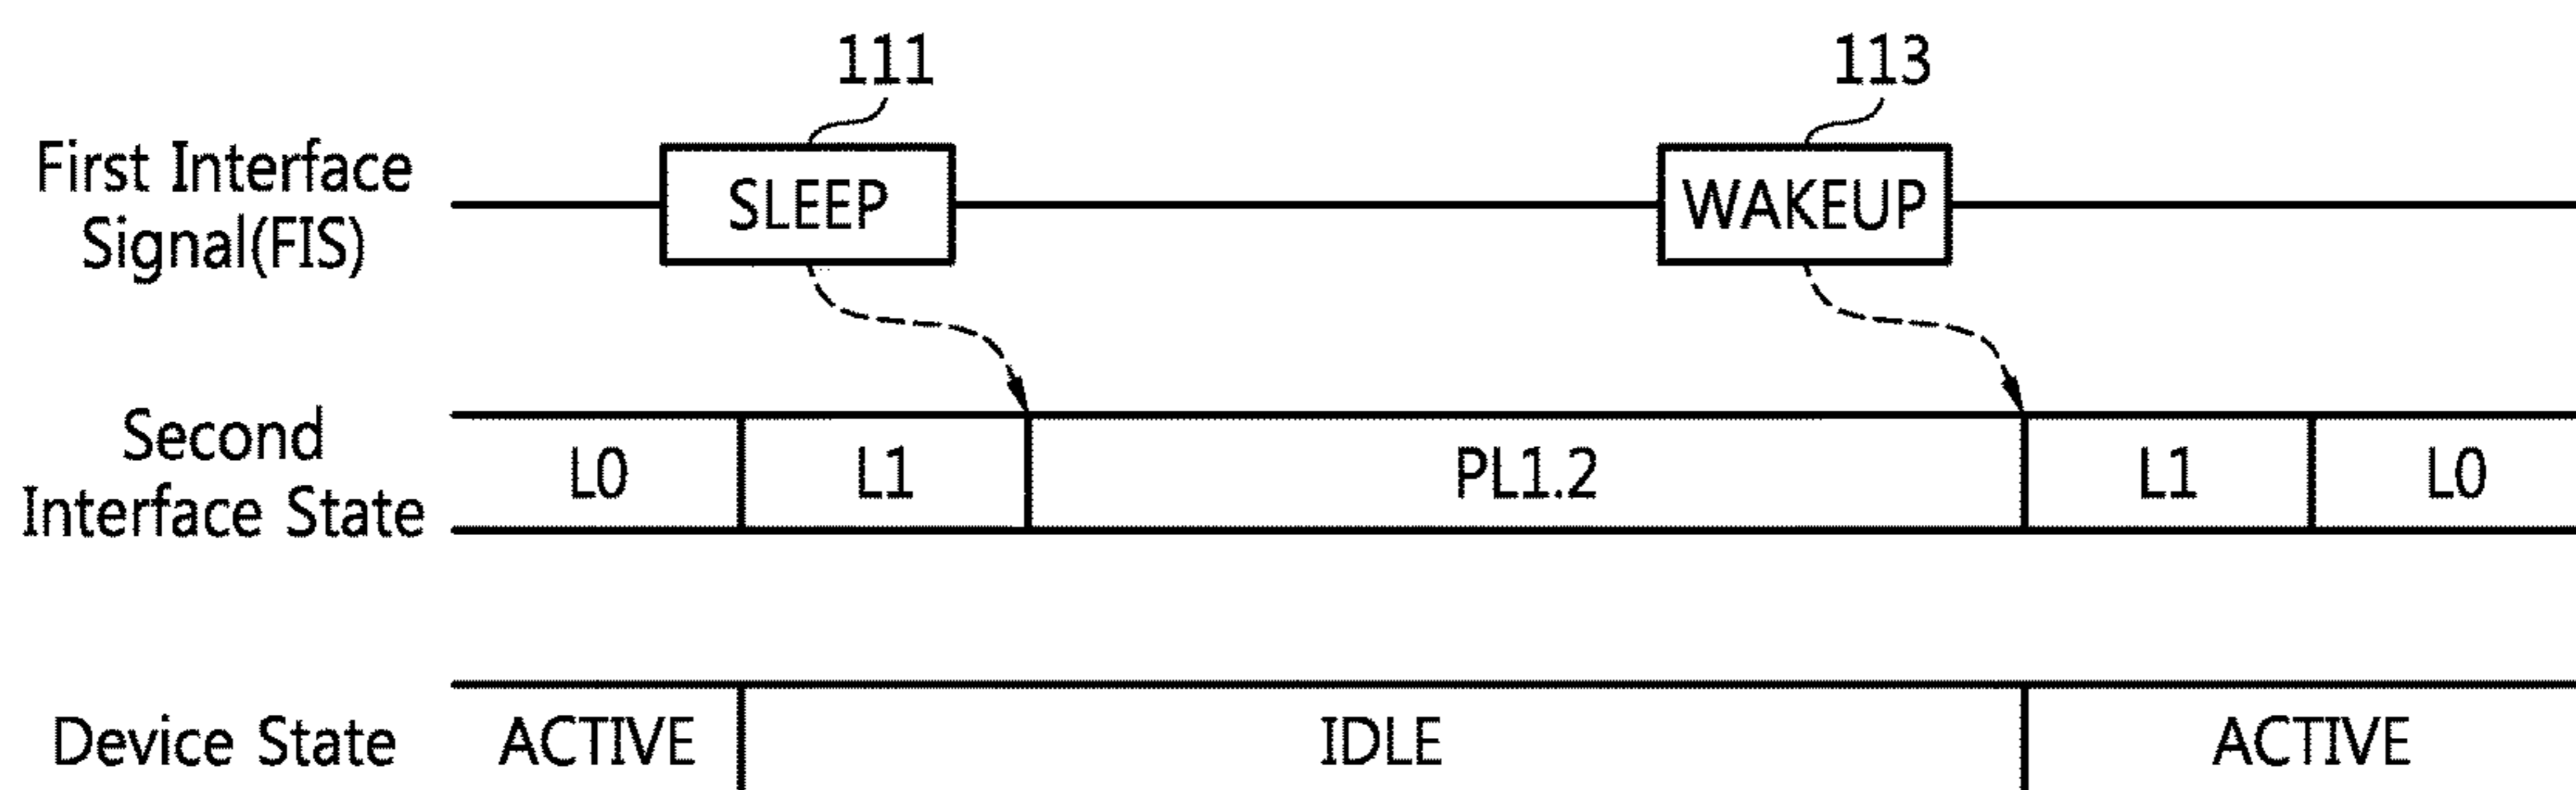 111
113
First Interface
Signal(FIS)
SLEEP
WAKEUP
Second
Interface State
L0
L1
PL1.2
L1
L0
Device State
ACTIVE
IDLE
ACTIVE